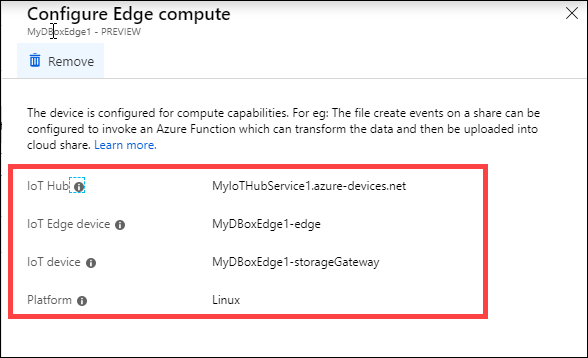 Configure Edge compute
MyDBoxEdge1 - PREVIEW
Remove
The device is configured for compute capabilities. For eg: The file create events on a share can be
configured to invoke an Azure Function which can transform the data and then be uploaded into
cloud share. Learn more.
IoT Hub MyIoTHubService1.azure-devices.net
IoT Edge device MyDBoxEdge1-edge
IoT device MyDBoxEdge1-storageGateway
Platform Linux